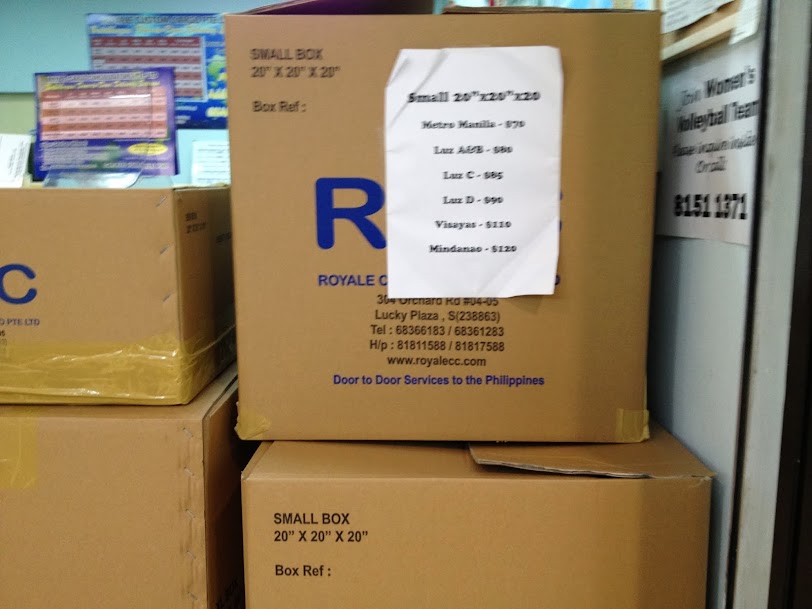 SMALL BOX
20” X 20” X 20”
Box Ref :
Small 20”x20”x20
Metro Manila - $70
Luz A&B - $80
Luz C - $85
Luz D - $90
Visayas - $110
Mindanao - $120
R
ROYALE C
304 Orchard Rd #04-05
Lucky Plaza , S(238863)
Tel : 68366183 / 68361283
H/p : 81811588 / 81817588
www.royalecc.com
Door to Door Services to the Philippines
C
PTE LTD
SMALL BOX
20” X 20” X 20”
Box Ref :
Join Women's
Volleyball Team
8151 1371